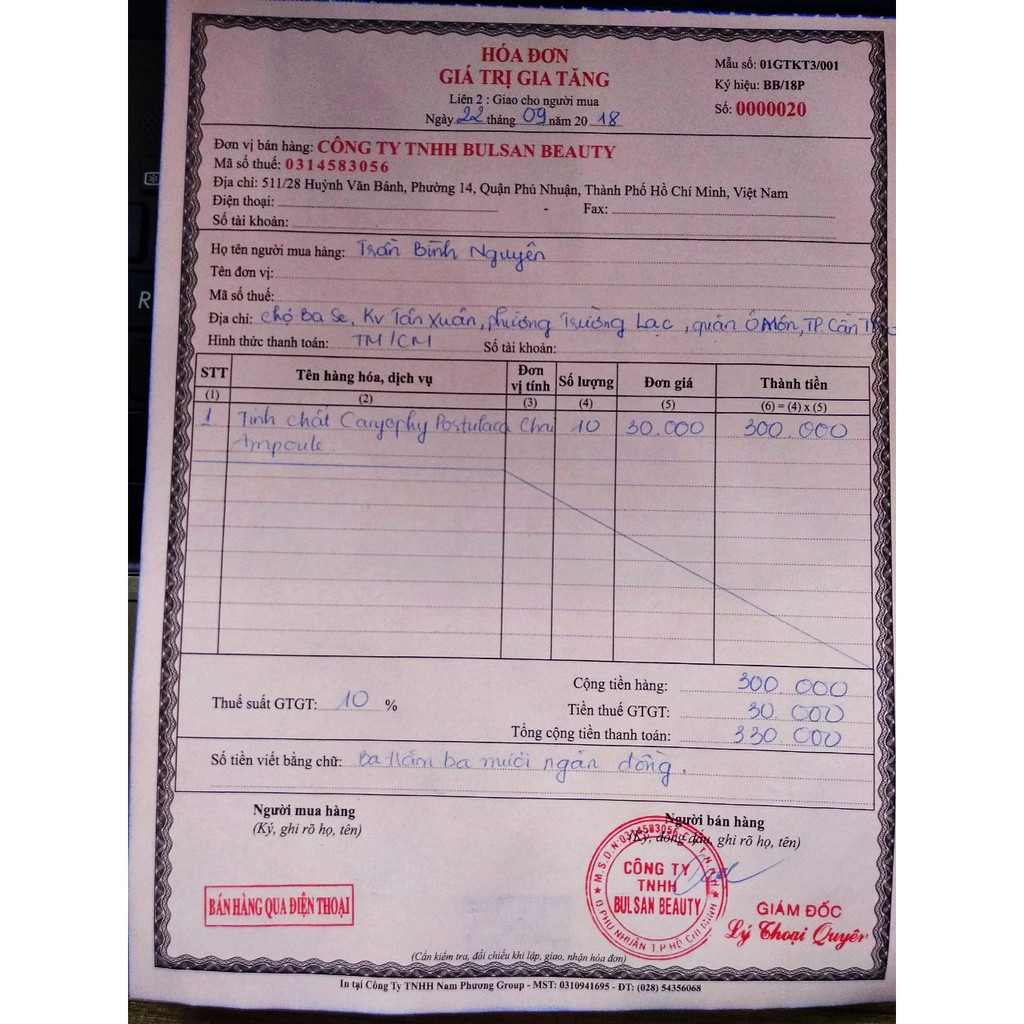 HÓA ĐƠN
GIÁ TRỊ GIA TĂNG
Liên 2 : Giao cho người mua
Ngày 22 tháng 09 năm 20 18
Mẫu số: 01GTKT3/001
Ký hiệu: BB/18P
Số: 0000020
Đơn vị bán hàng: CÔNG TY TNHH BULSAN BEAUTY
Mã số thuế: 0314583056
Địa chỉ: 511/28 Huỳnh Văn Bánh, Phường 14, Quận Phú Nhuận, Thành Phố Hồ Chí Minh, Việt Nam
Điện thoại: - Fax:
Số tài khoản:
Họ tên người mua hàng: Trần Bình Nguyên
Tên đơn vị:
Mã số thuế:
Địa chỉ: chợ Ba Se, Kv Tân Xuân, phường Trường Lạc, quận Ô Môn, TP Cần
Hình thức thanh toán: TM/CM Số tài khoản:
STT Tên hàng hóa, dịch vụ Đơn vị tính Số lượng Đơn giá Thành tiền
(1) (2) (3) (4) (5) (6) = (4) x (5)
1 Tinh chất Caryophy Postulaca Chai 10 30.000 300.000
Ampoule.
Cộng tiền hàng: 300.000
Thuế suất GTGT: 10 % Tiền thuế GTGT: 30.000
Tổng cộng tiền thanh toán: 330.000
Số tiền viết bằng chữ: Ba trăm ba mươi ngàn đồng.
Người mua hàng
(Ký, ghi rõ họ, tên)
Người bán hàng
(Ký, đóng dấu, ghi rõ họ, tên)
BÁN HÀNG QUA ĐIỆN THOẠI
M.S.D.N:0314583056
CÔNG TY
TNHH
BULSAN BEAUTY
Q.PHÚ NHUẬN T.P HỒ CHÍ MINH
GIÁM ĐỐC
Lý Thoại Quyên
(Cần kiểm tra, đối chiếu khi lập, giao, nhận hóa đơn)
In tại Công Ty TNHH Nam Phương Group - MST: 0310941695 - ĐT: (028) 54356068